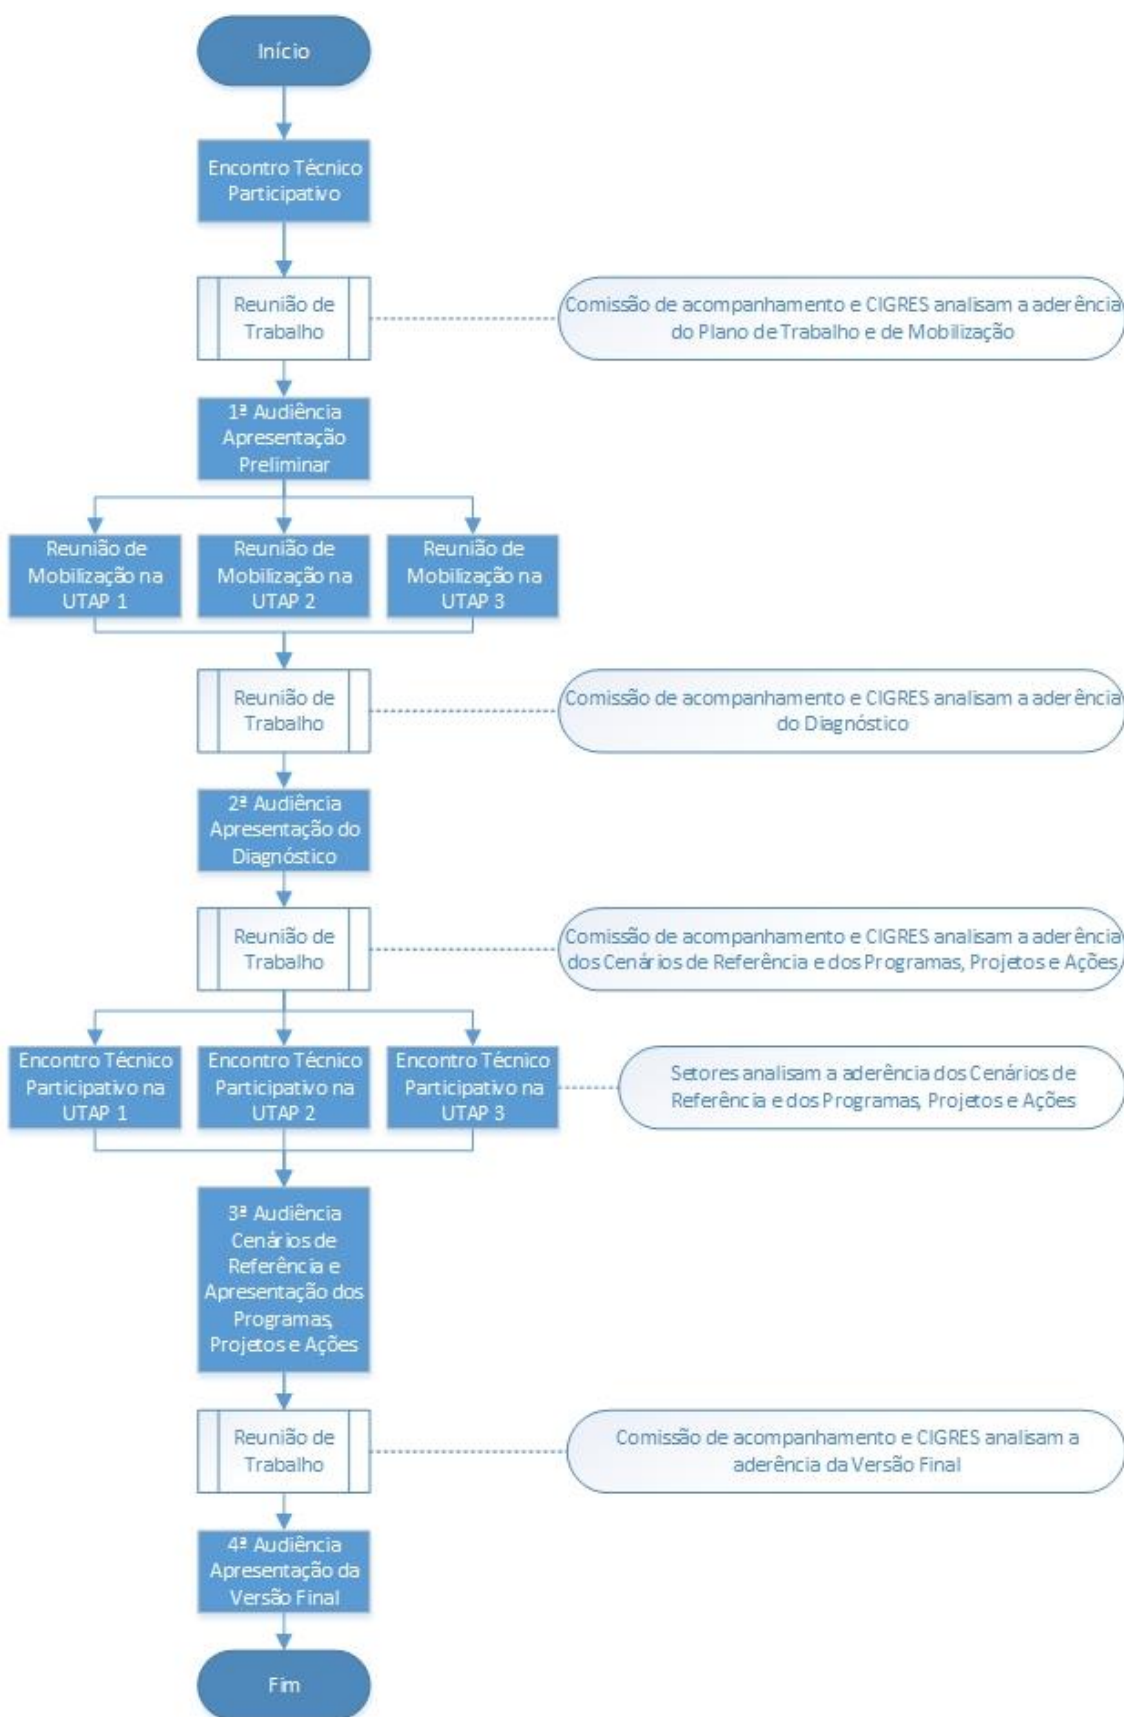 Início
Encontro Técnico
Participativo
Reunião de
Trabalho
Comissão de acompanhamento e CIGRES analisam a aderência
do Plano de Trabalho e de Mobilização
1ª Audiência
Apresentação
Preliminar
Reunião de
Mobilização na
UTAP 1
Reunião de
Mobilização na
UTAP 2
Reunião de
Mobilização na
UTAP 3
Reunião de
Trabalho
Comissão de acompanhamento e CIGRES analisam a aderência
do Diagnóstico
2ª Audiência
Apresentação do
Diagnóstico
Reunião de
Trabalho
Comissão de acompanhamento e CIGRES analisam a aderência
dos Cenários de Referência e dos Programas, Projetos e Ações
Encontro Técnico
Participativo na
UTAP 1
Encontro Técnico
Participativo na
UTAP 2
Encontro Técnico
Participativo na
UTAP 3
Setores analisam a aderência dos Cenários de
Referência e dos Programas, Projetos e Ações
3ª Audiência
Cenários de
Referência e
Apresentação dos
Programas,
Projetos e Ações
Reunião de
Trabalho
Comissão de acompanhamento e CIGRES analisam a
aderência da Versão Final
4ª Audiência
Apresentação da
Versão Final
Fim